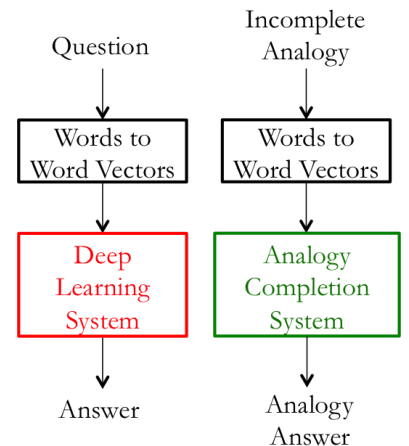 Question
Words to
Word Vectors
Deep
Learning
System
Answer
Incomplete
Analogy
Words to
Word Vectors
Analogy
Completion
System
Analogy
Answer